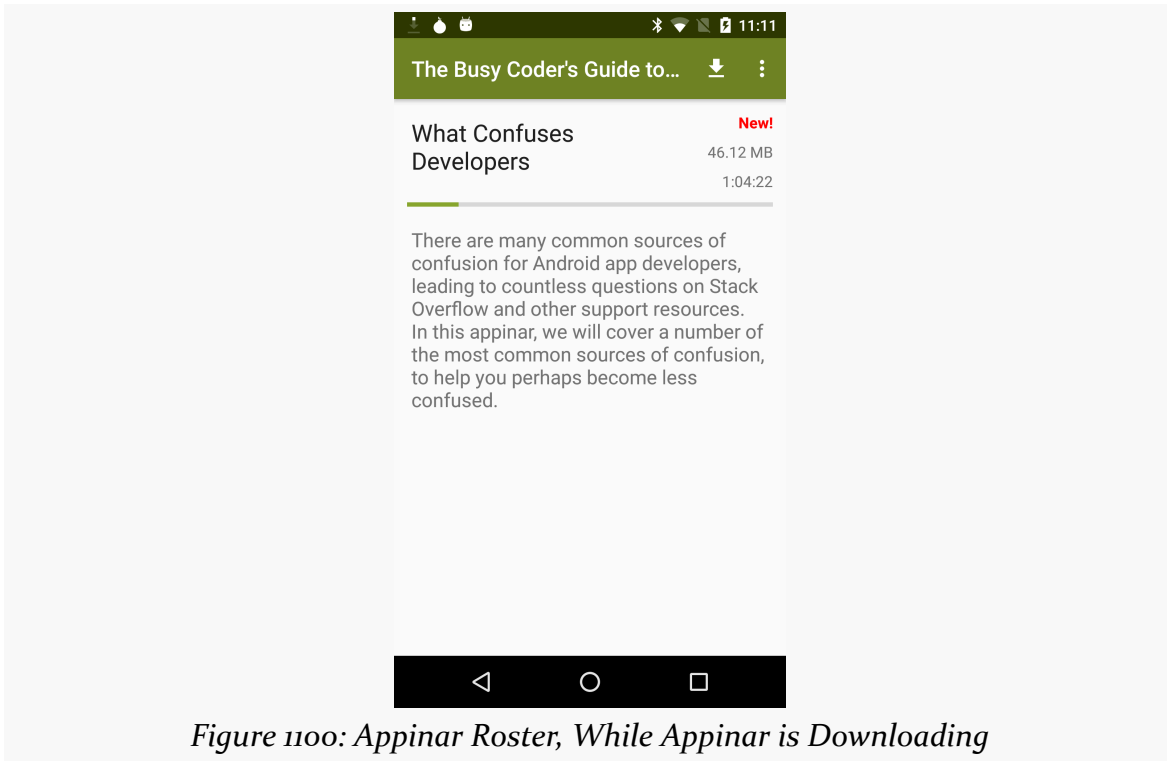 11:11
The Busy Coder's Guide to...
What Confuses
Developers
New!
46.12 MB
1:04:22
There are many common sources of
confusion for Android app developers,
leading to countless questions on Stack
Overflow and other support resources.
In this appinar, we will cover a number of
the most common sources of confusion,
to help you perhaps become less
confused.
Figure 1100: Appinar Roster, While Appinar is Downloading